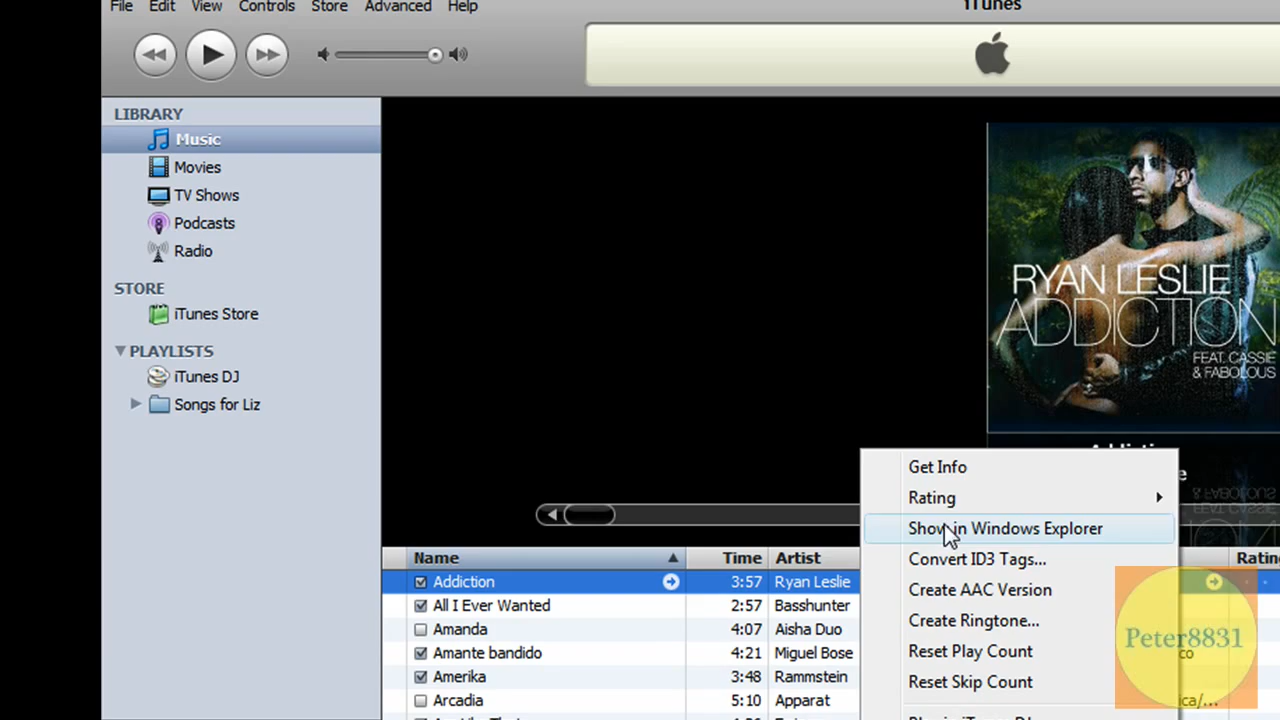 iTunes
File Edit View Controls Store Advanced Help
LIBRARY
Music
Movies
TV Shows
Podcasts
Radio
STORE
iTunes Store
PLAYLISTS
iTunes DJ
Songs for Liz
RYAN LESLIE
ADDICTION
FEAT. CASSIE
& FABOLOUS
Get Info
Rating
Show in Windows Explorer
Convert ID3 Tags...
Create AAC Version
Create Ringtone...
Reset Play Count
Reset Skip Count
Name Time Artist Rating
Addiction 3:57 Ryan Leslie
All I Ever Wanted 2:57 Basshunter
Amanda 4:07 Aisha Duo
Amante bandido 4:21 Miguel Bose
Amerika 3:48 Rammstein
Arcadia 5:10 Apparat
Peter8831